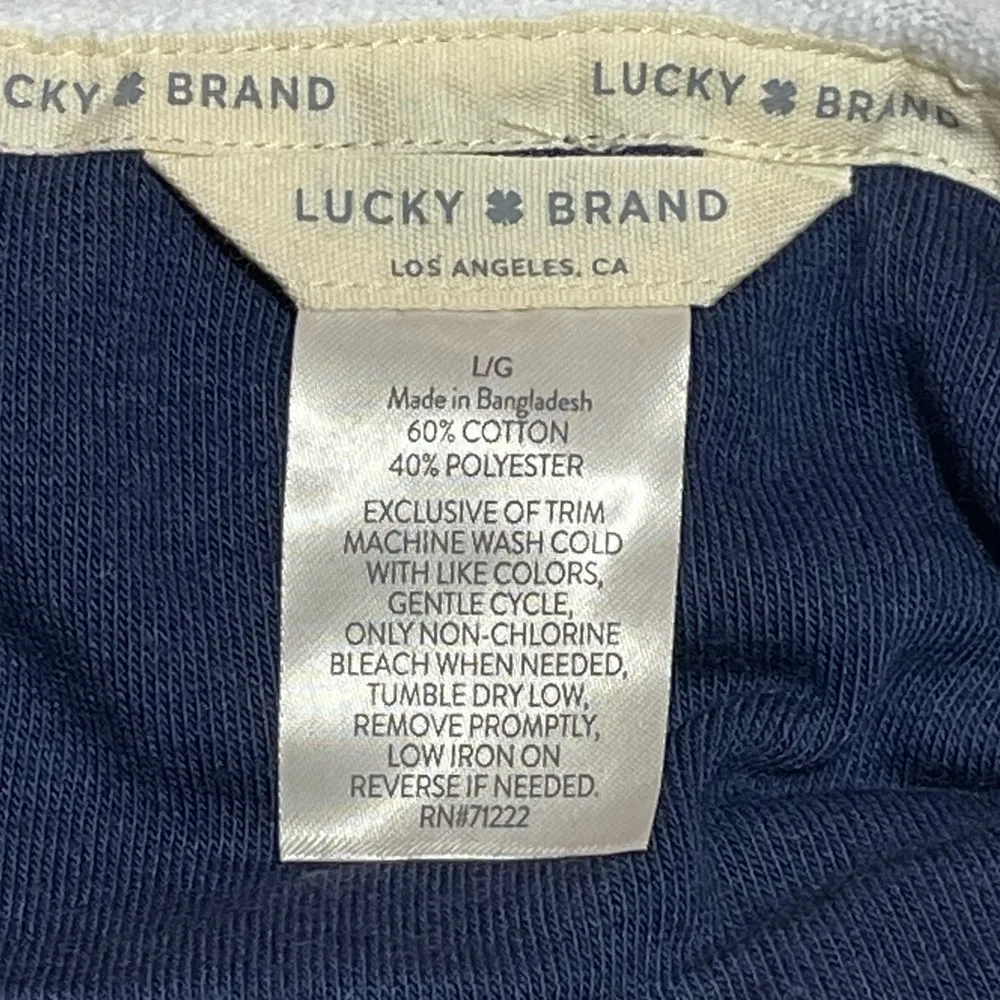 CKY BRAND LUCKY BRAND
LUCKY BRAND
LOS ANGELES, CA
L/G
Made in Bangladesh
60% COTTON
40% POLYESTER
EXCLUSIVE OF TRIM
MACHINE WASH COLD
WITH LIKE COLORS,
GENTLE CYCLE,
ONLY NON-CHLORINE
BLEACH WHEN NEEDED,
TUMBLE DRY LOW,
REMOVE PROMPTLY,
LOW IRON ON
REVERSE IF NEEDED.
RN#71222